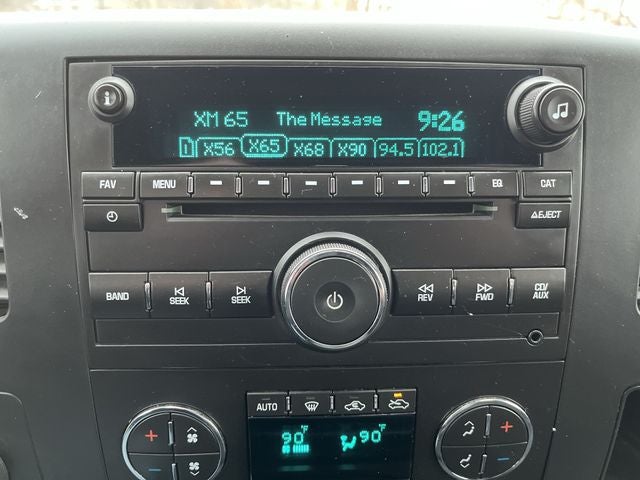 XM 65 The Message 9:26
1 X56 X65 X68 X90 94.5 102.1
FAV MENU EQ CAT
EJECT
BAND SEEK SEEK REV FWD CD/AUX
AUTO
90°F 90°F